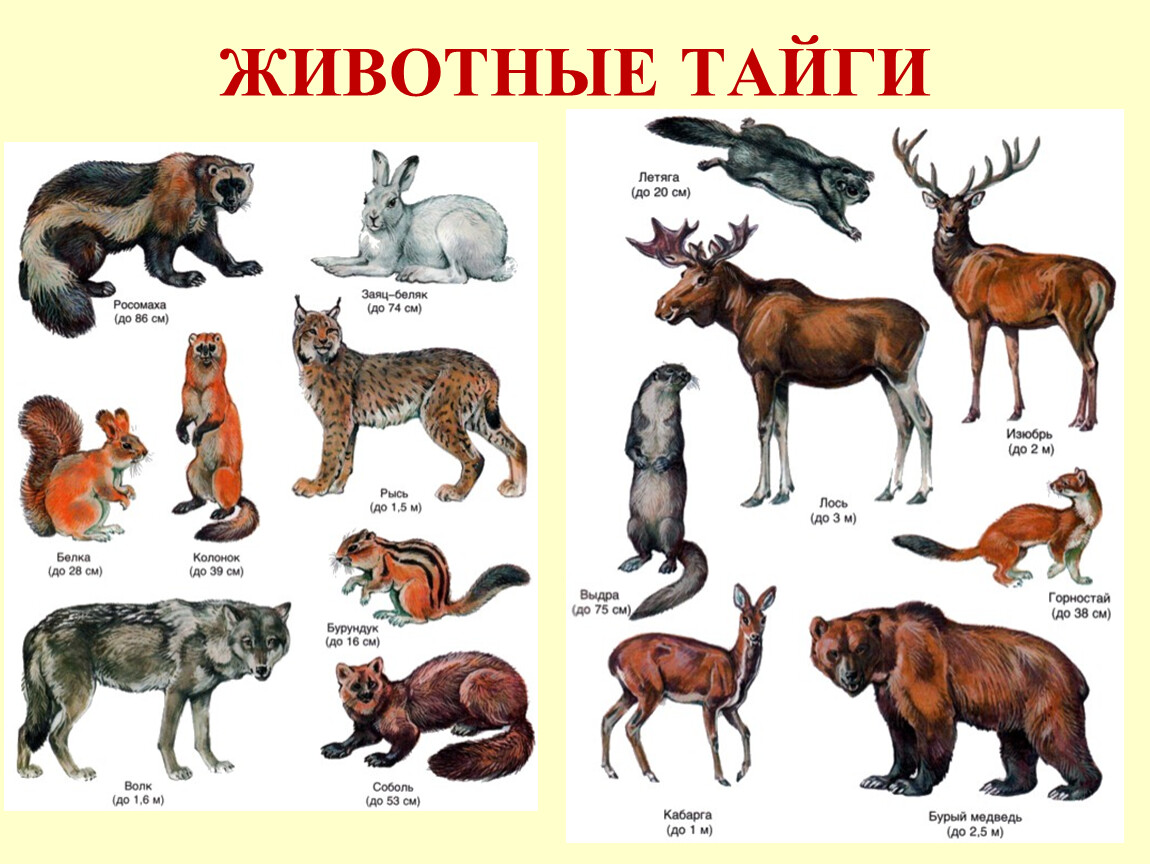 ЖИВОТНЫЕ ТАЙГИ
Росомаха
(до 86 см)
Заяц–беляк
(до 74 см)
Белка
(до 28 см)
Колонок
(до 39 см)
Рысь
(до 1,5 м)
Бурундук
(до 16 см)
Волк
(до 1,6 м)
Соболь
(до 53 см)
Летяга
(до 20 см)
Изюбрь
(до 2 м)
Лось
(до 3 м)
Выдра
(до 75 см)
Горностай
(до 38 см)
Кабарга
(до 1 м)
Бурый медведь
(до 2,5 м)